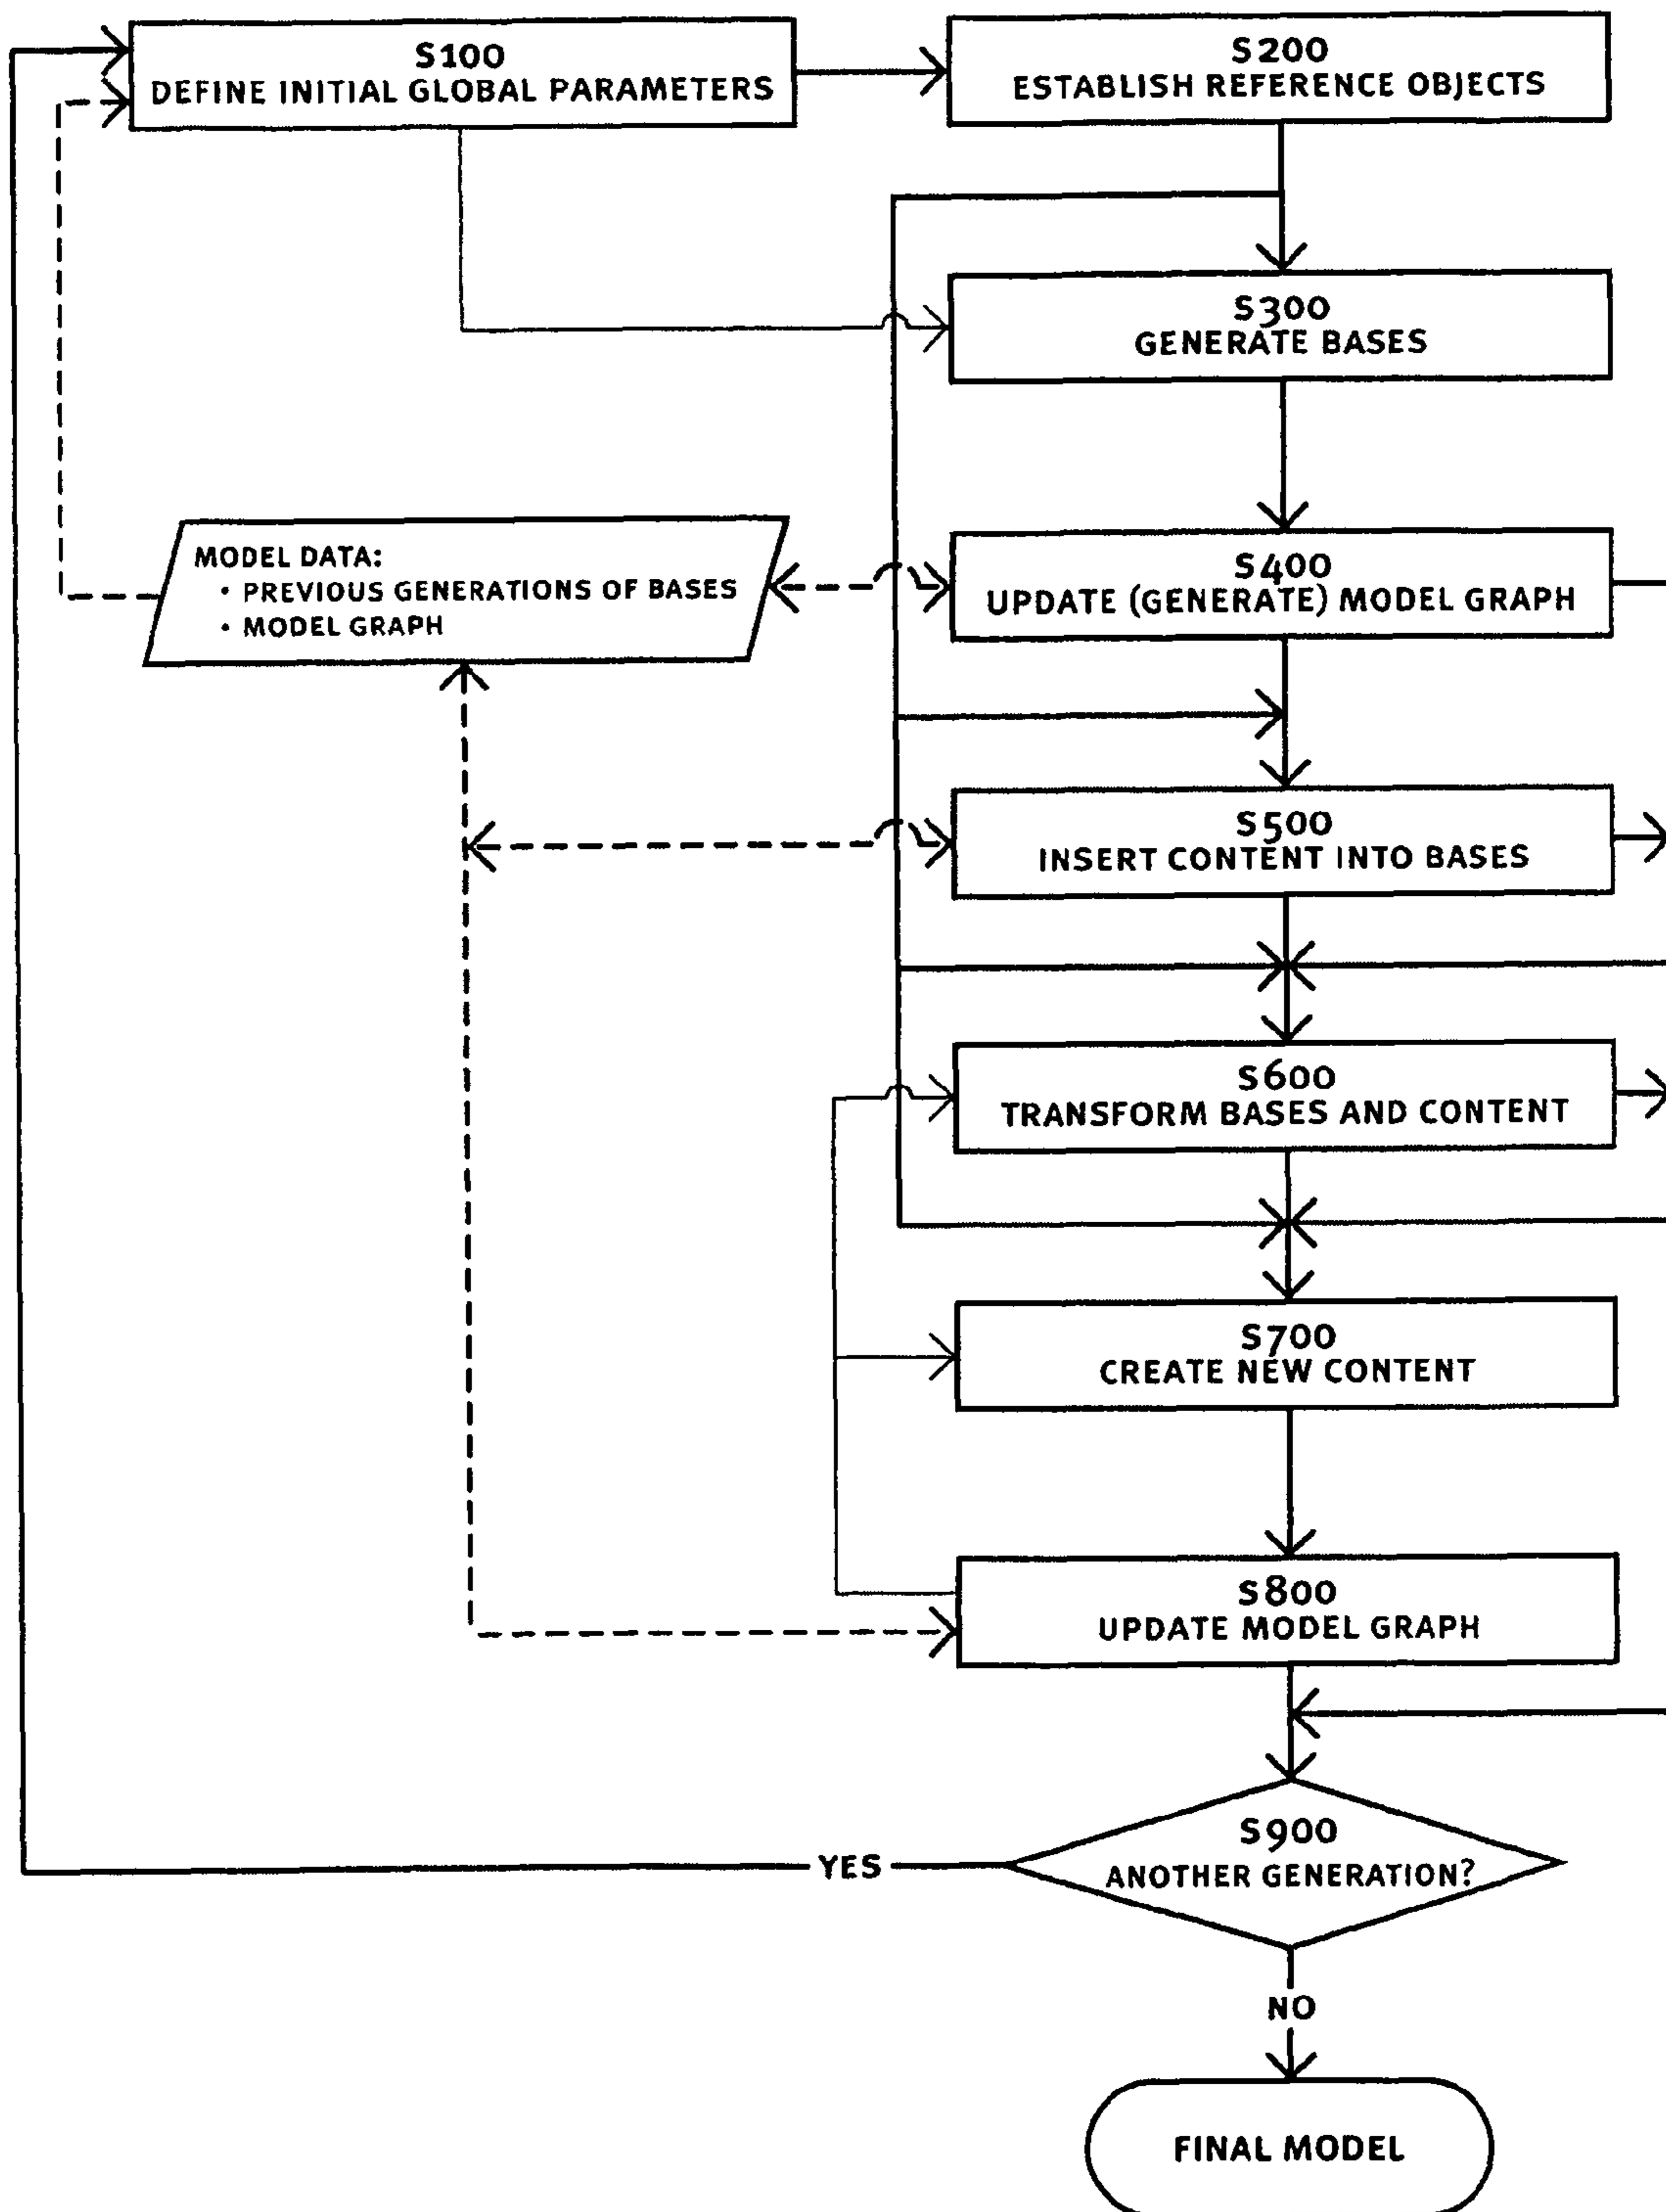 S100
DEFINE INITIAL GLOBAL PARAMETERS
S200
ESTABLISH REFERENCE OBJECTS
S300
GENERATE BASES
MODEL DATA:
• PREVIOUS GENERATIONS OF BASES
• MODEL GRAPH
S400
UPDATE (GENERATE) MODEL GRAPH
S500
INSERT CONTENT INTO BASES
S600
TRANSFORM BASES AND CONTENT
S700
CREATE NEW CONTENT
S800
UPDATE MODEL GRAPH
S900
ANOTHER GENERATION?
YES
NO
FINAL MODEL